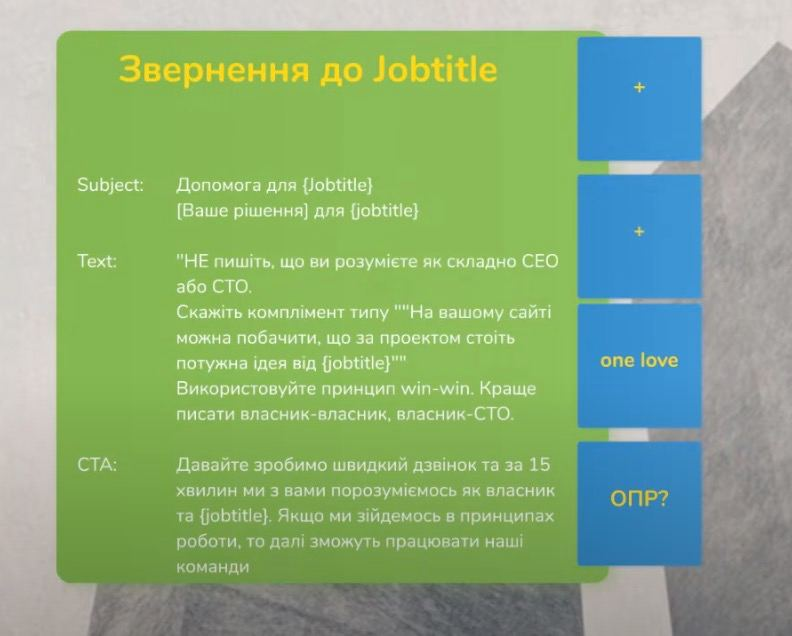 Звернення до Jobtitle
+
Subject: Допомога для {Jobtitle}
[Ваше рішення] для {jobtitle}
+
Text: "НЕ пишіть, що ви розумієте як складно CEO
або CTO.
Скажіть комплімент типу ""На вашому сайті
можна побачити, що за проектом стоїть
потужна ідея від {jobtitle}""
Використовуйте принцип win-win. Краще
писати власник-власник, власник-CTO.
one love
CTA: Давайте зробимо швидкий дзвінок та за 15
хвилин ми з вами порозуміємось як власник
та {jobtitle}. Якщо ми зійдемось в принципах
роботи, то далі зможуть працювати наші
команди
ОПР?